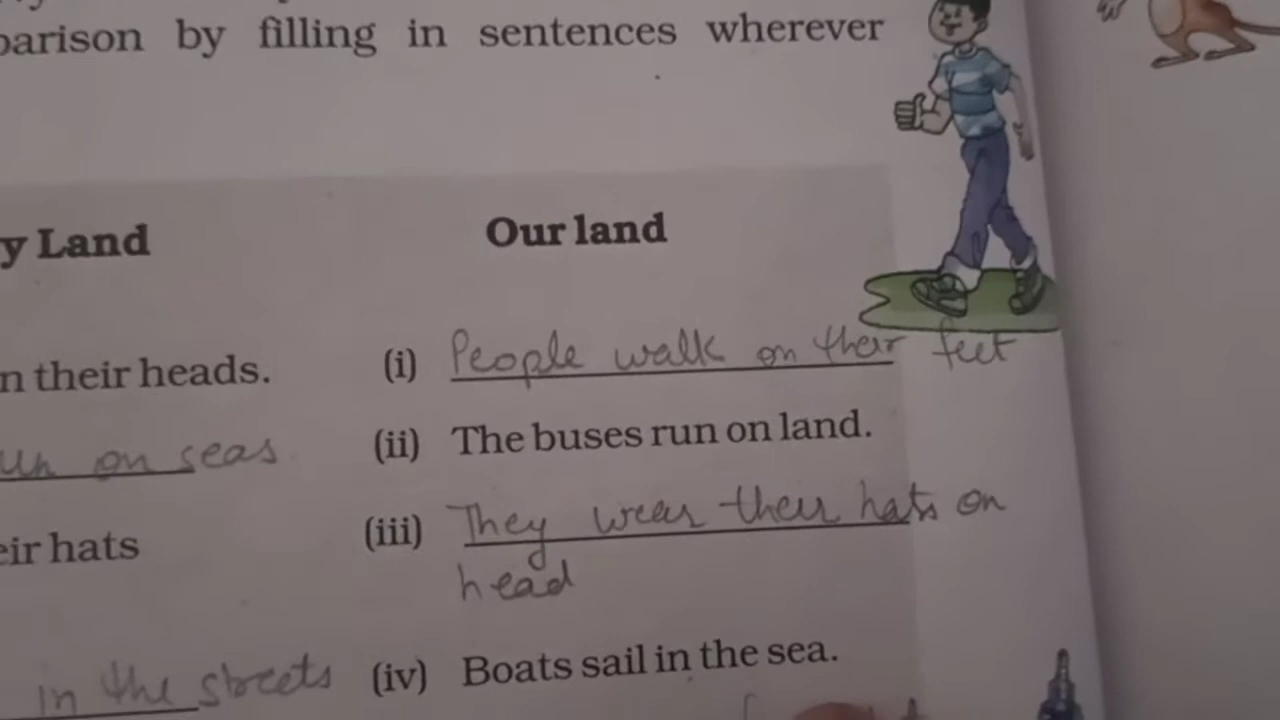 parison by filling in sentences wherever
y Land Our land
n their heads. (i) People walk on their feet
un on seas (ii) The buses run on land.
eir hats (iii) They wear their hats on
head
in the streets (iv) Boats sail in the sea.